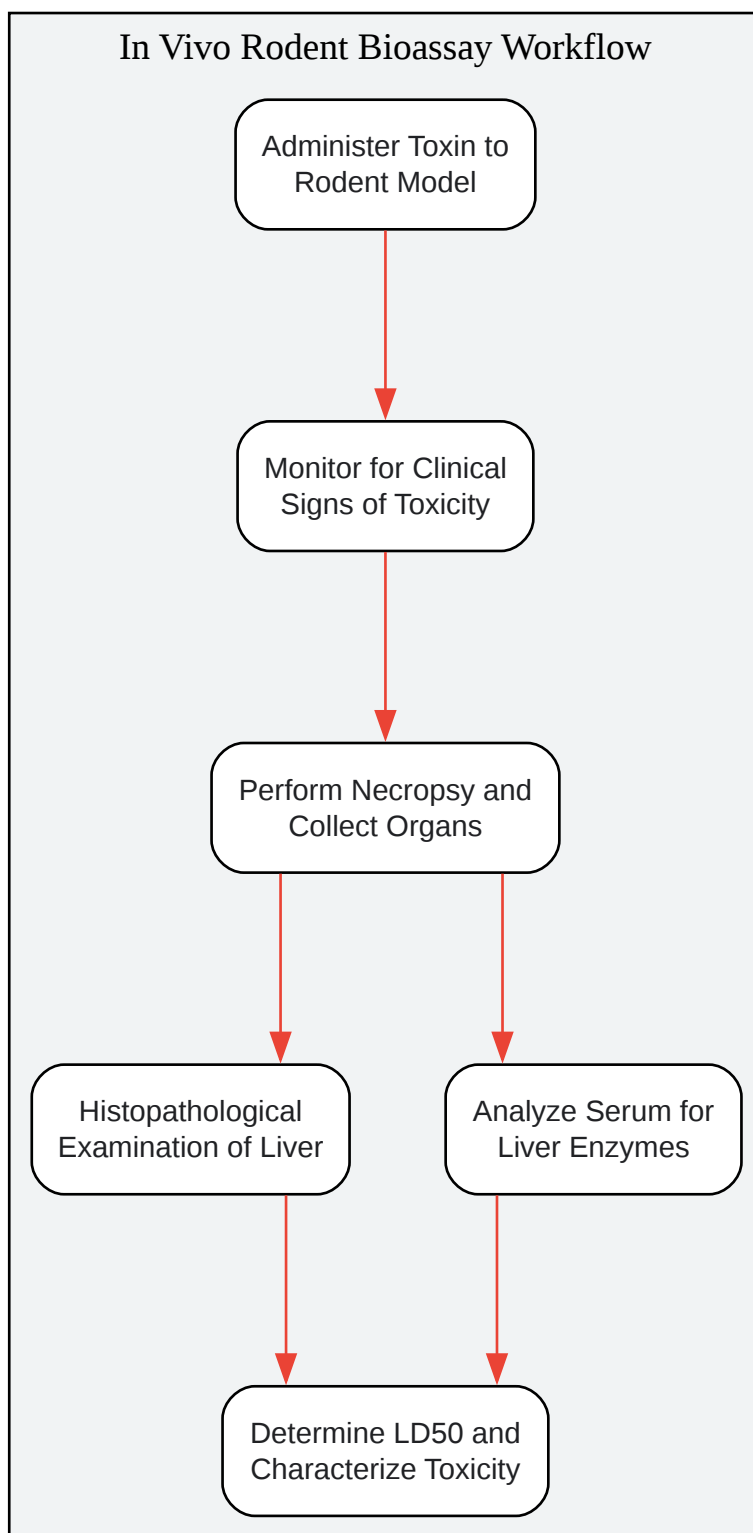 In Vivo Rodent Bioassay Workflow
Administer Toxin to
Rodent Model
Monitor for Clinical
Signs of Toxicity
Perform Necropsy and
Collect Organs
Histopathological
Examination of Liver
Analyze Serum for
Liver Enzymes
Determine LD50 and
Characterize Toxicity